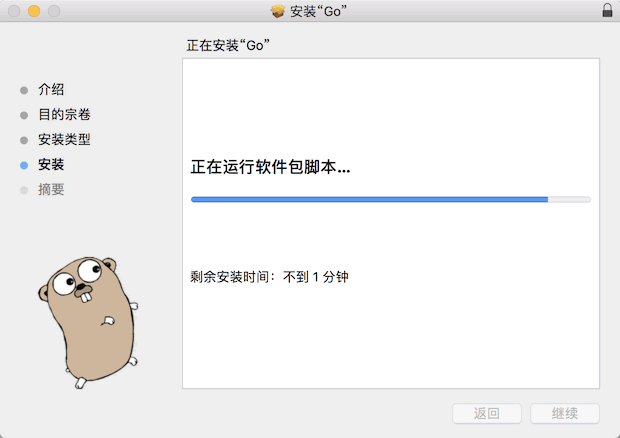 安装“Go”
正在安装“Go”
介绍
目的宗卷
安装类型
安装
摘要
正在运行软件包脚本...
剩余安装时间：不到 1 分钟
返回
继续